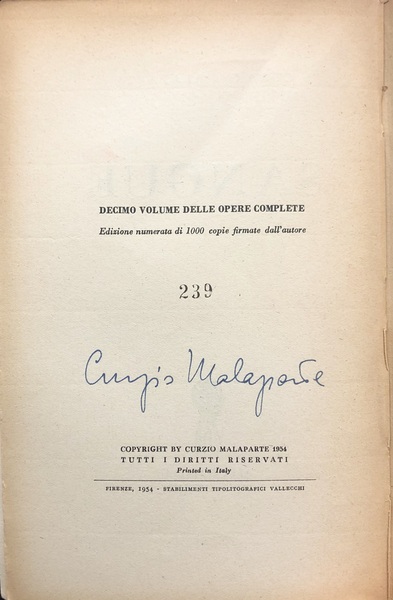 DECIMO VOLUME DELLE OPERE COMPLETE
Edizione numerata di 1000 copie firmate dall'autore
239
Curzio Malaparte
COPYRIGHT BY CURZIO MALAPARTE 1954
TUTTI I DIRITTI RISERVATI
Printed in Italy
FIRENZE, 1954 - STABILIMENTI TIPOLITOGRAFICI VALLECCHI